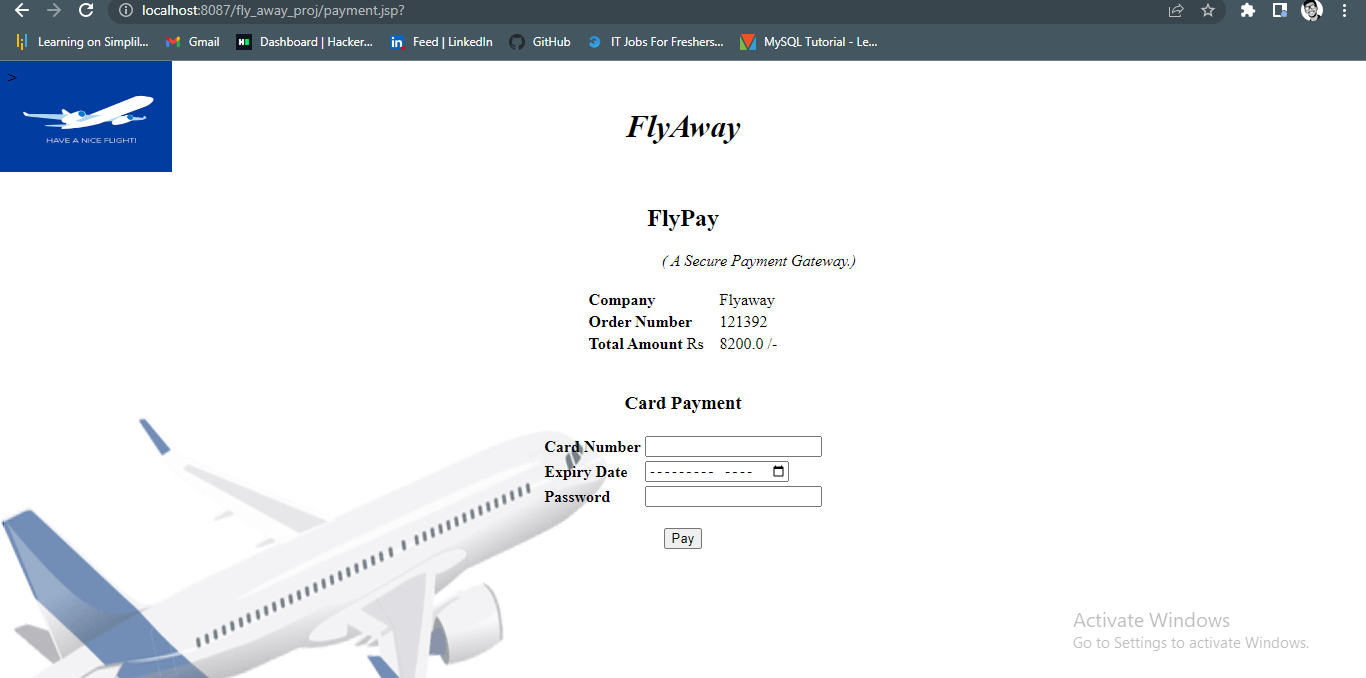 localhost:8087/fly_away_proj/payment.jsp?
Learning on Simplil... Gmail Dashboard | Hacker... Feed | LinkedIn GitHub IT Jobs For Freshers... MySQL Tutorial - Le...
>
HAVE A NICE FLIGHT!
FlyAway
FlyPay
( A Secure Payment Gateway.)
Company Flyaway
Order Number 121392
Total Amount Rs 8200.0 /-
Card Payment
Card Number
Expiry Date --------- ----
Password
Pay
Activate Windows
Go to Settings to activate Windows.